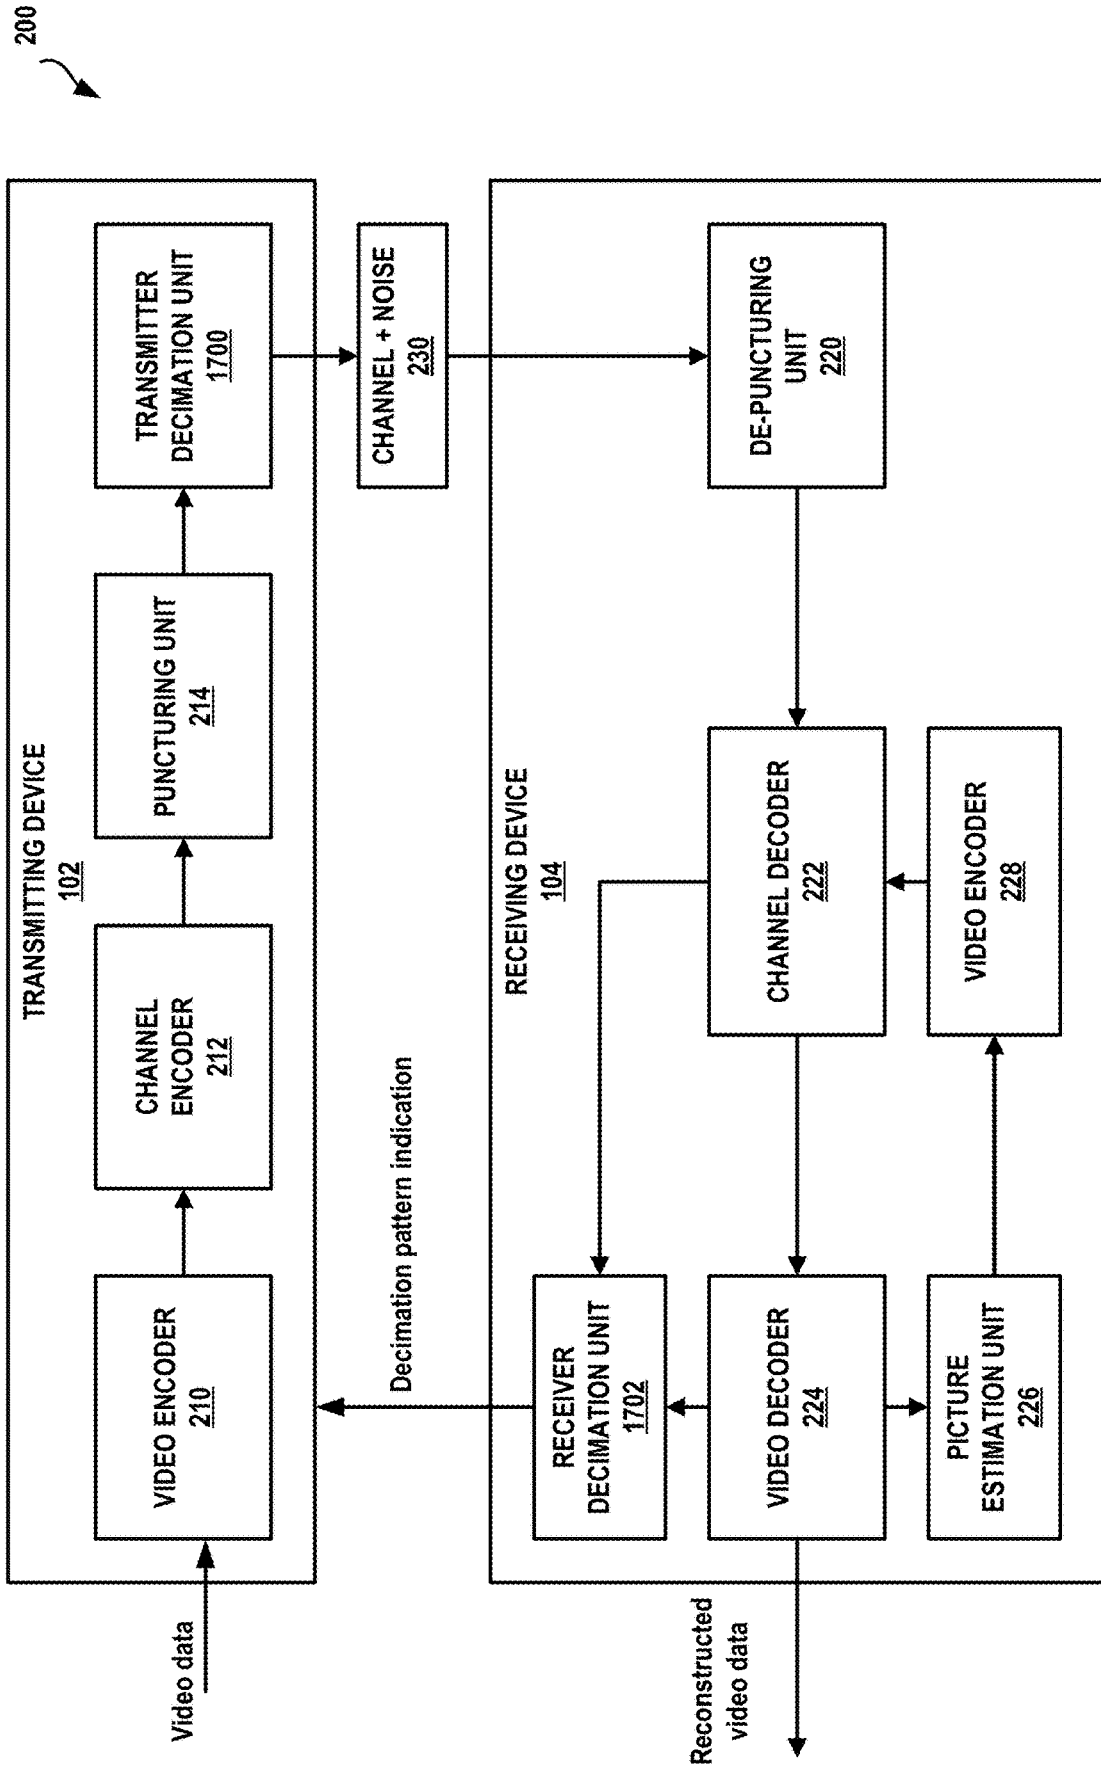 200
TRANSMITTING DEVICE
102
Video data
VIDEO ENCODER
210
CHANNEL
ENCODER
212
PUNCTURING UNIT
214
TRANSMITTER
DECIMATION UNIT
1700
Decimation pattern indication
CHANNEL + NOISE
230
RECEIVING DEVICE
104
RECEIVER
DECIMATION UNIT
1702
Reconstructed
video data
VIDEO DECODER
224
CHANNEL DECODER
222
DE-PUNCTURING
UNIT
220
PICTURE
ESTIMATION UNIT
226
VIDEO ENCODER
228